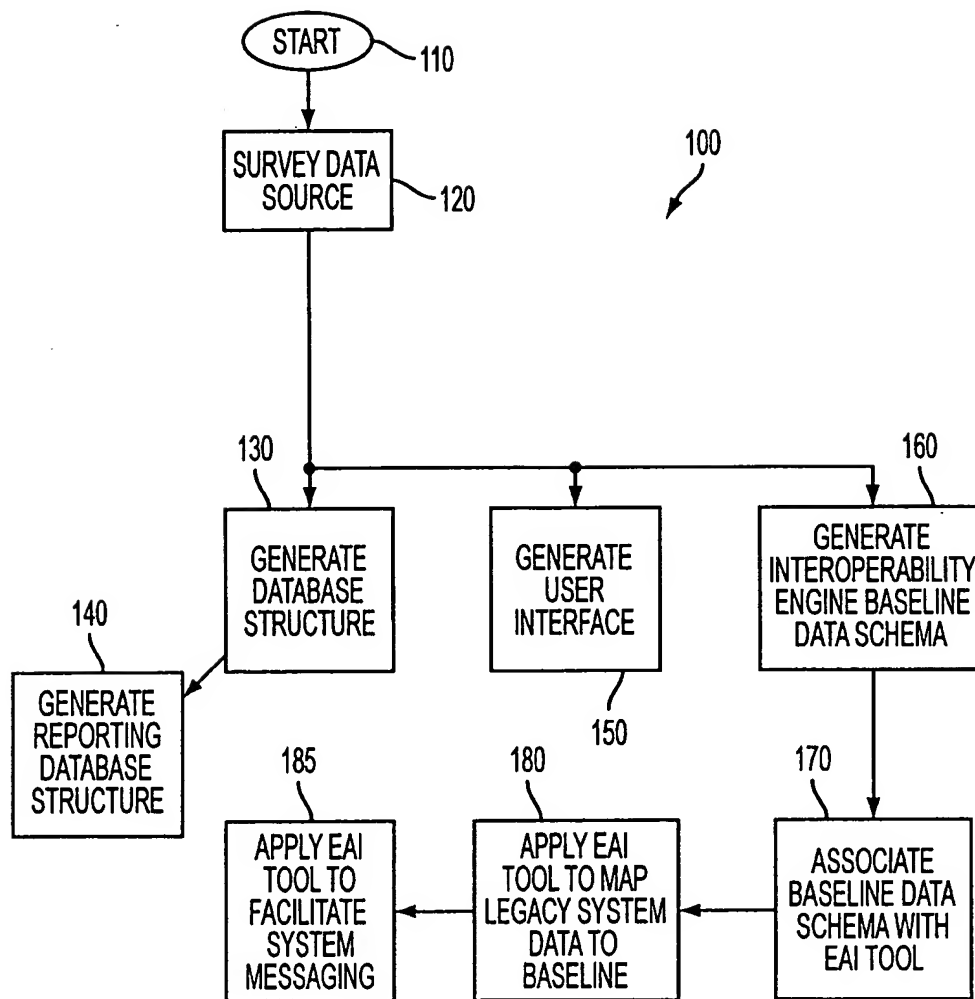 START
110
SURVEY DATA
SOURCE
120
100
130
GENERATE
DATABASE
STRUCTURE
GENERATE
USER
INTERFACE
150
160
GENERATE
INTEROPERABILITY
ENGINE BASELINE
DATA SCHEMA
140
GENERATE
REPORTING
DATABASE
STRUCTURE
185
APPLY EAI
TOOL TO
FACILITATE
SYSTEM
MESSAGING
180
APPLY EAI
TOOL TO MAP
LEGACY SYSTEM
DATA TO
BASELINE
170
ASSOCIATE
BASELINE DATA
SCHEMA WITH
EAI TOOL